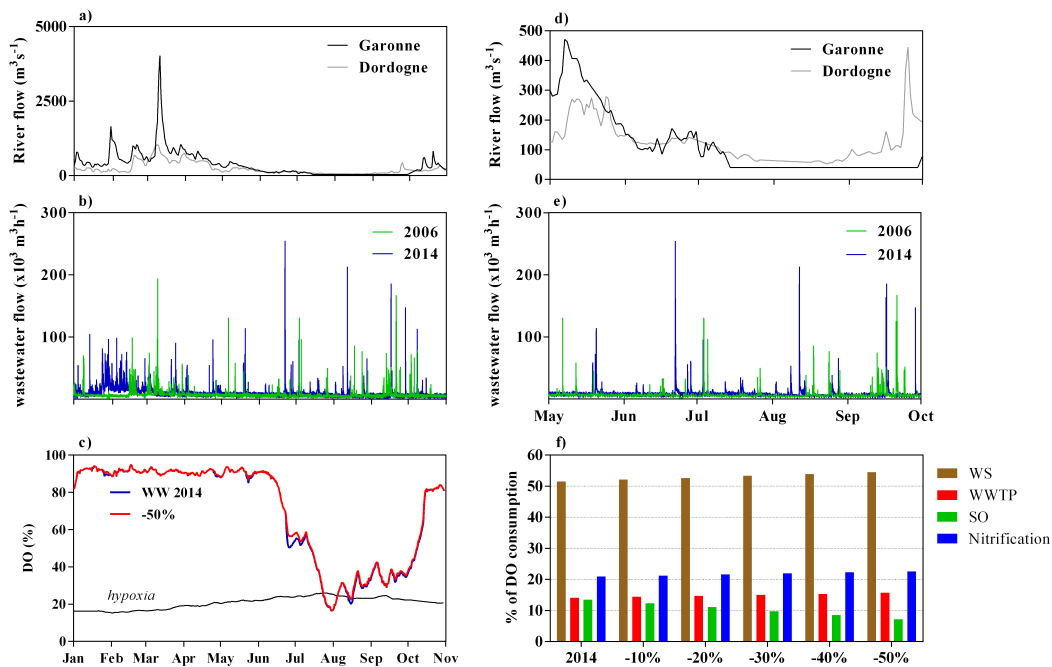 a)
5000
2500
0
River flow (m³s⁻¹)
Garonne
Dordogne
d)
500
400
300
200
100
0
River flow (m³s⁻¹)
Garonne
Dordogne
b)
300
200
100
wastewater flow (x10³ m³h⁻¹)
2006
2014
e)
300
200
100
wastewater flow (x10³ m³h⁻¹)
2006
2014
May Jun Jul Aug Sep Oct
c)
100
80
60
40
20
0
DO (%)
WW 2014
-50%
hypoxia
Jan Feb Mar Apr May Jun Jul Aug Sep Oct Nov
f)
60
50
40
30
20
10
0
% of DO consumption
2014 -10% -20% -30% -40% -50%
WS
WWTP
SO
Nitrification